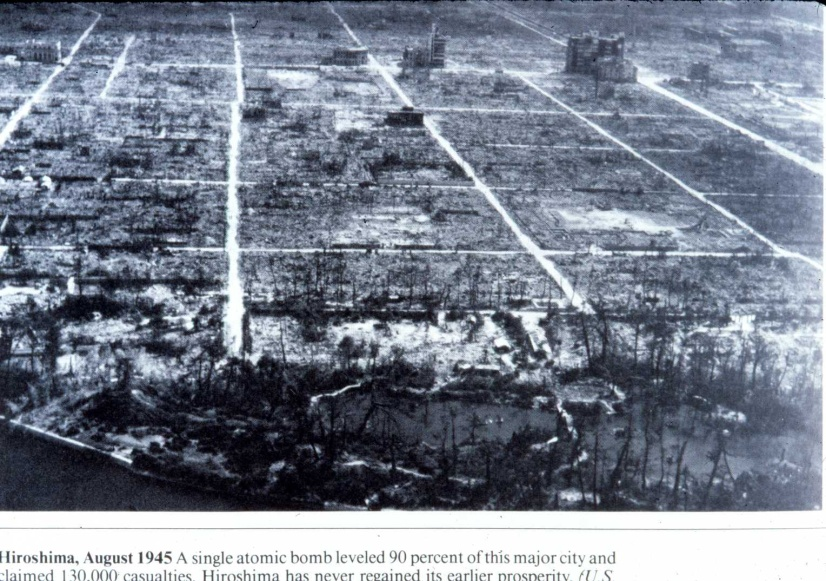 Hiroshima, August 1945 A single atomic bomb leveled 90 percent of this major city and
claimed 130,000 casualties. Hiroshima has never regained its earlier prosperity. (U.S.